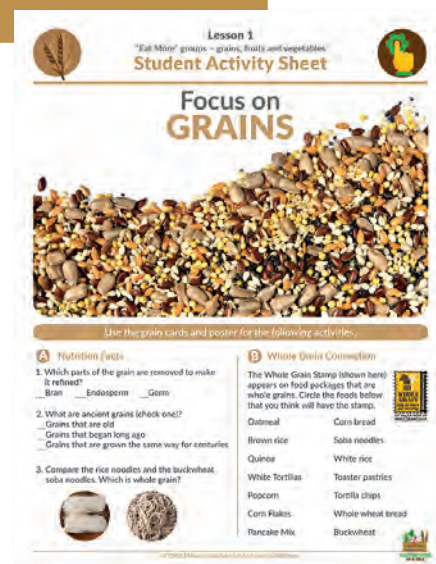 Lesson 1
"Eat More" groups – grains, fruits and vegetables
Student Activity Sheet
Focus on
GRAINS
Use the grain cards and poster for the following activities.
A Nutrition Facts
1. Which parts of the grain are removed to make
it refined?
__Bran __Endosperm __Germ
2. What are ancient grains (check one)?
__Grains that are old
__Grains that began long ago
__Grains that are grown the same way for centuries
3. Compare the rice noodles and the buckwheat
soba noodles. Which is whole grain?
B Whole Grain Connection
The Whole Grain Stamp (shown here)
appears on food packages that are
whole grains. Circle the foods below
that you think will have the stamp.
WHOLE
GRAIN
Oatmeal Corn bread
Brown rice Soba noodles
Quinoa White rice
White Tortillas Toaster pastries
Popcorn Tortilla chips
Corn Flakes Whole wheat bread
Pancake Mix Buckwheat